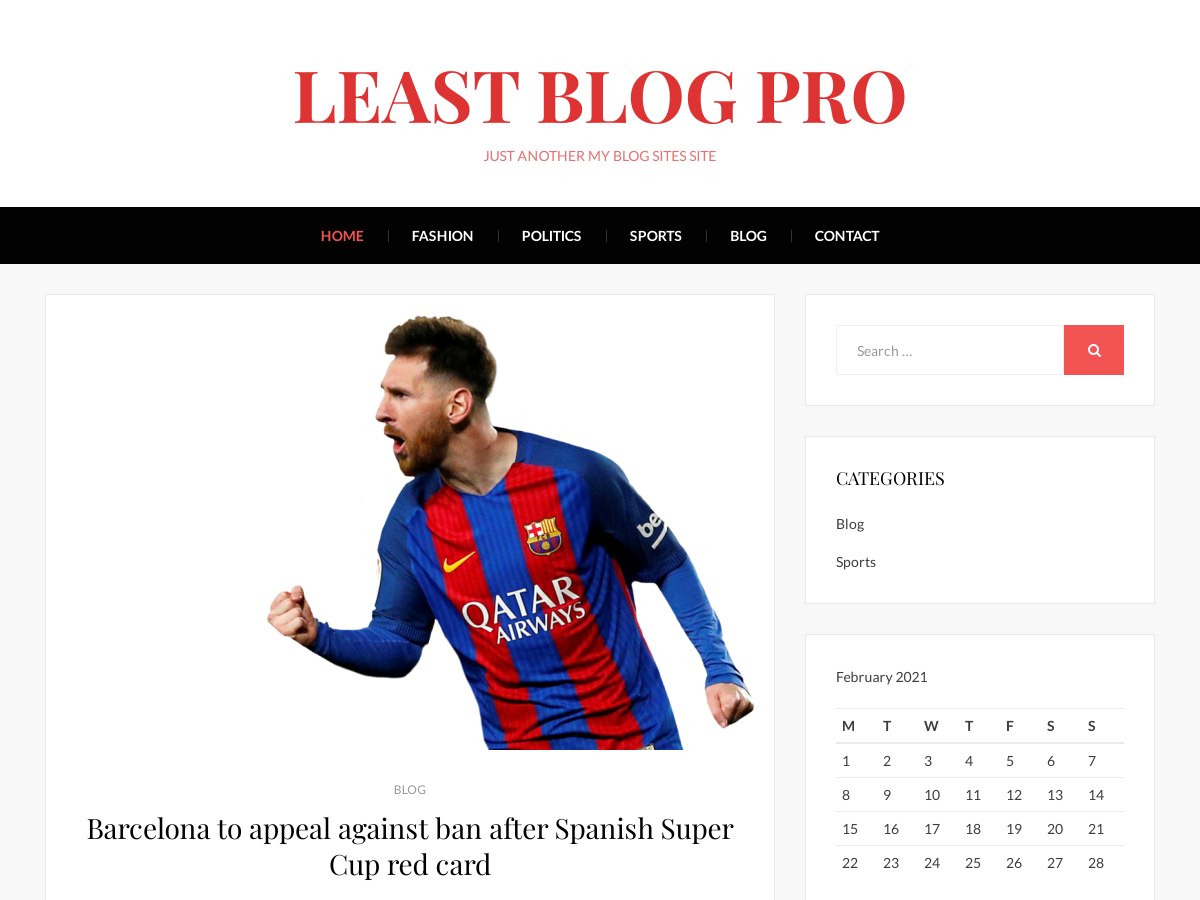 LEAST BLOG PRO
JUST ANOTHER MY BLOG SITES SITE
HOME
FASHION
POLITICS
SPORTS
BLOG
CONTACT
be
QATAR
AIRWAYS
BLOG
Barcelona to appeal against ban after Spanish Super
Cup red card
Search …
CATEGORIES
Blog
Sports
February 2021
M T W T F S S
1 2 3 4 5 6 7
8 9 10 11 12 13 14
15 16 17 18 19 20 21
22 23 24 25 26 27 28